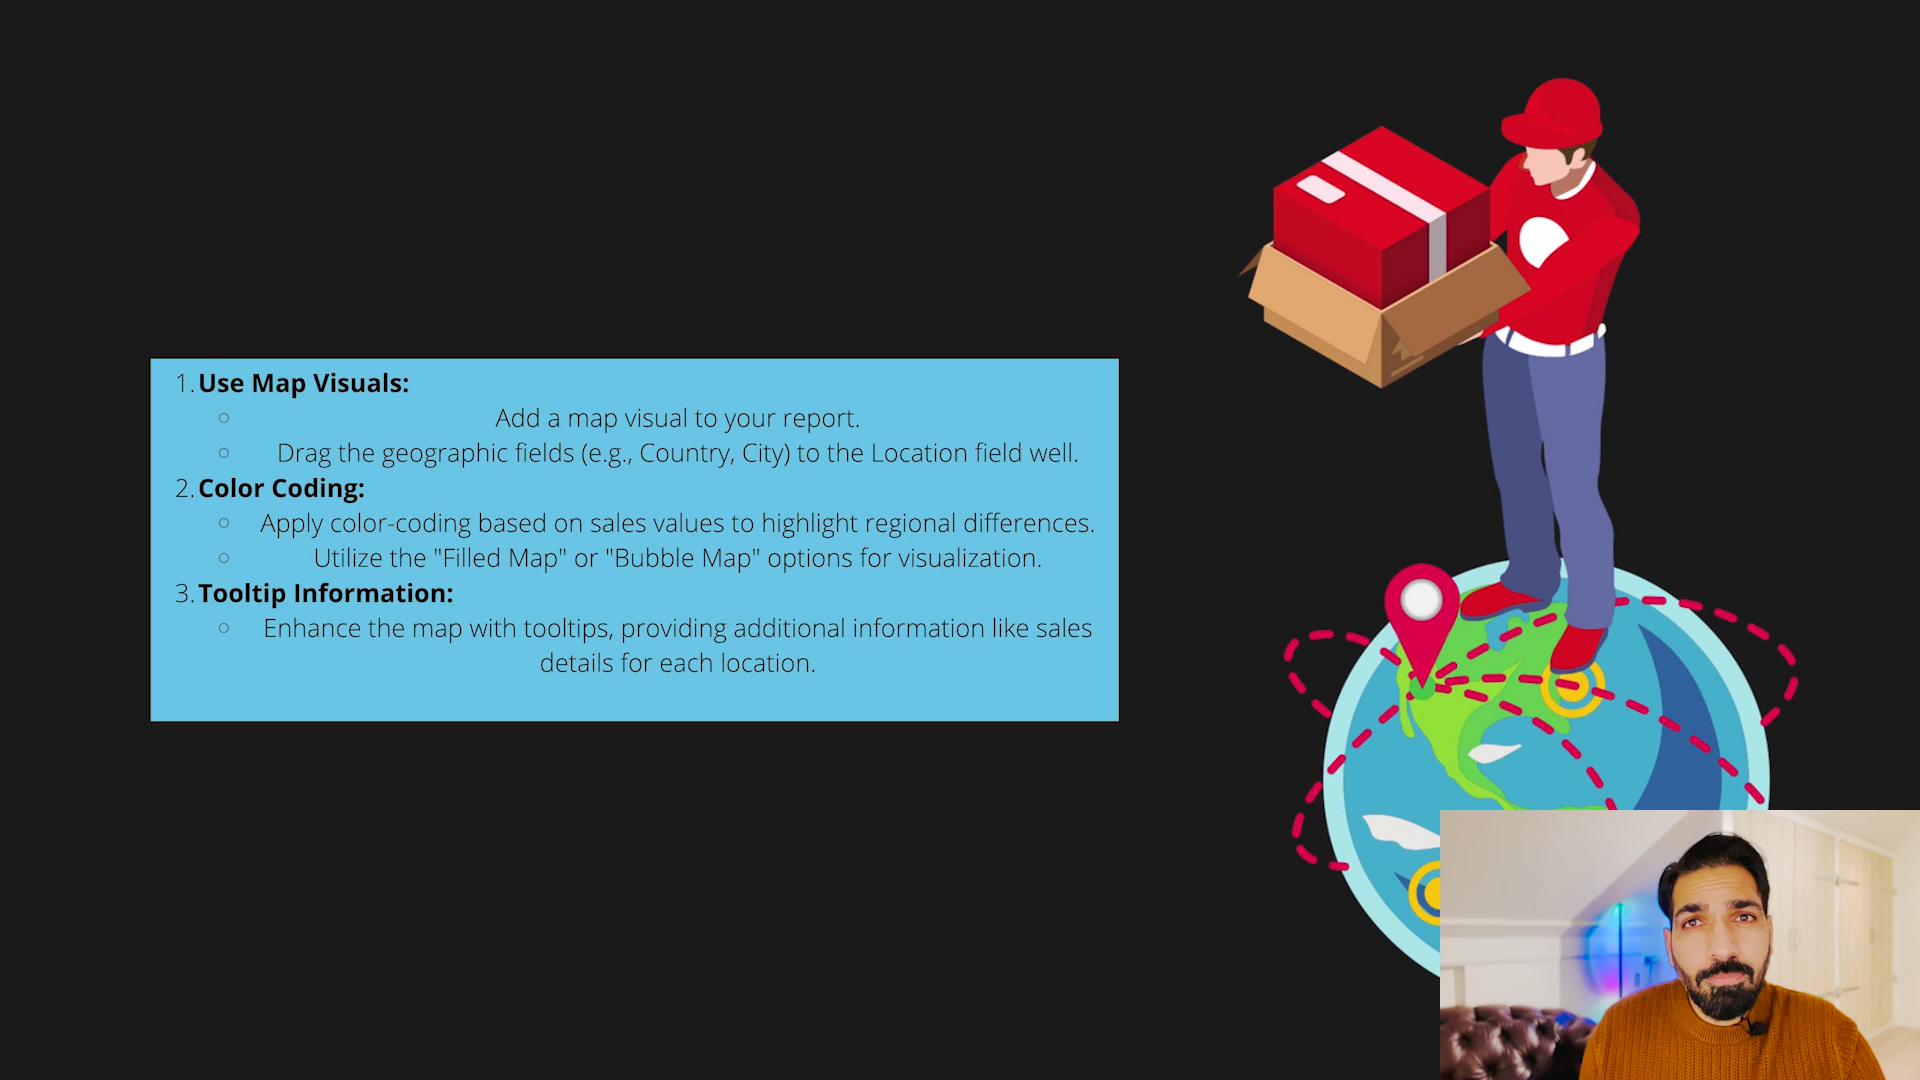 1. Use Map Visuals:
○ Add a map visual to your report.
○ Drag the geographic fields (e.g., Country, City) to the Location field well.
2. Color Coding:
○ Apply color-coding based on sales values to highlight regional differences.
○ Utilize the "Filled Map" or "Bubble Map" options for visualization.
3. Tooltip Information:
○ Enhance the map with tooltips, providing additional information like sales
details for each location.